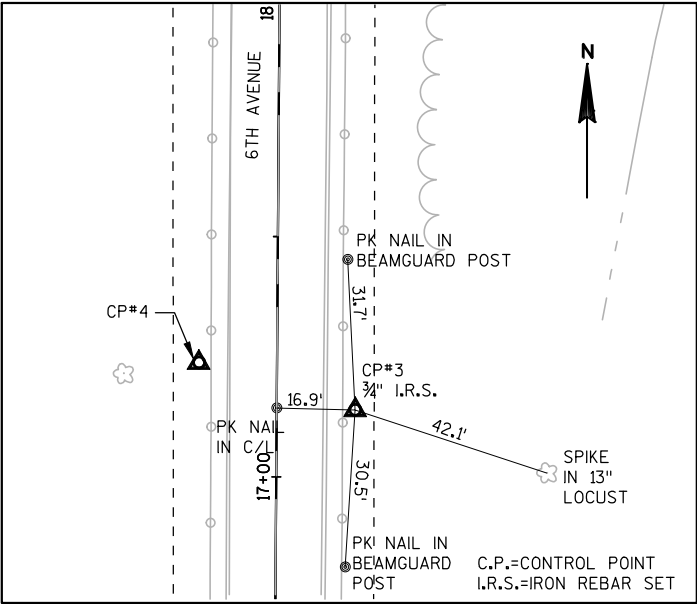 18
6TH AVENUE
N
PK NAIL IN
BEAMGUARD POST
31.7'
CP#4
CP#3
¾" I.R.S.
16.9'
PK NAIL
IN C/L
42.1'
17+00
30.5'
SPIKE
IN 13"
LOCUST
PK NAIL IN
BEAMGUARD
POST
C.P.=CONTROL POINT
I.R.S.=IRON REBAR SET